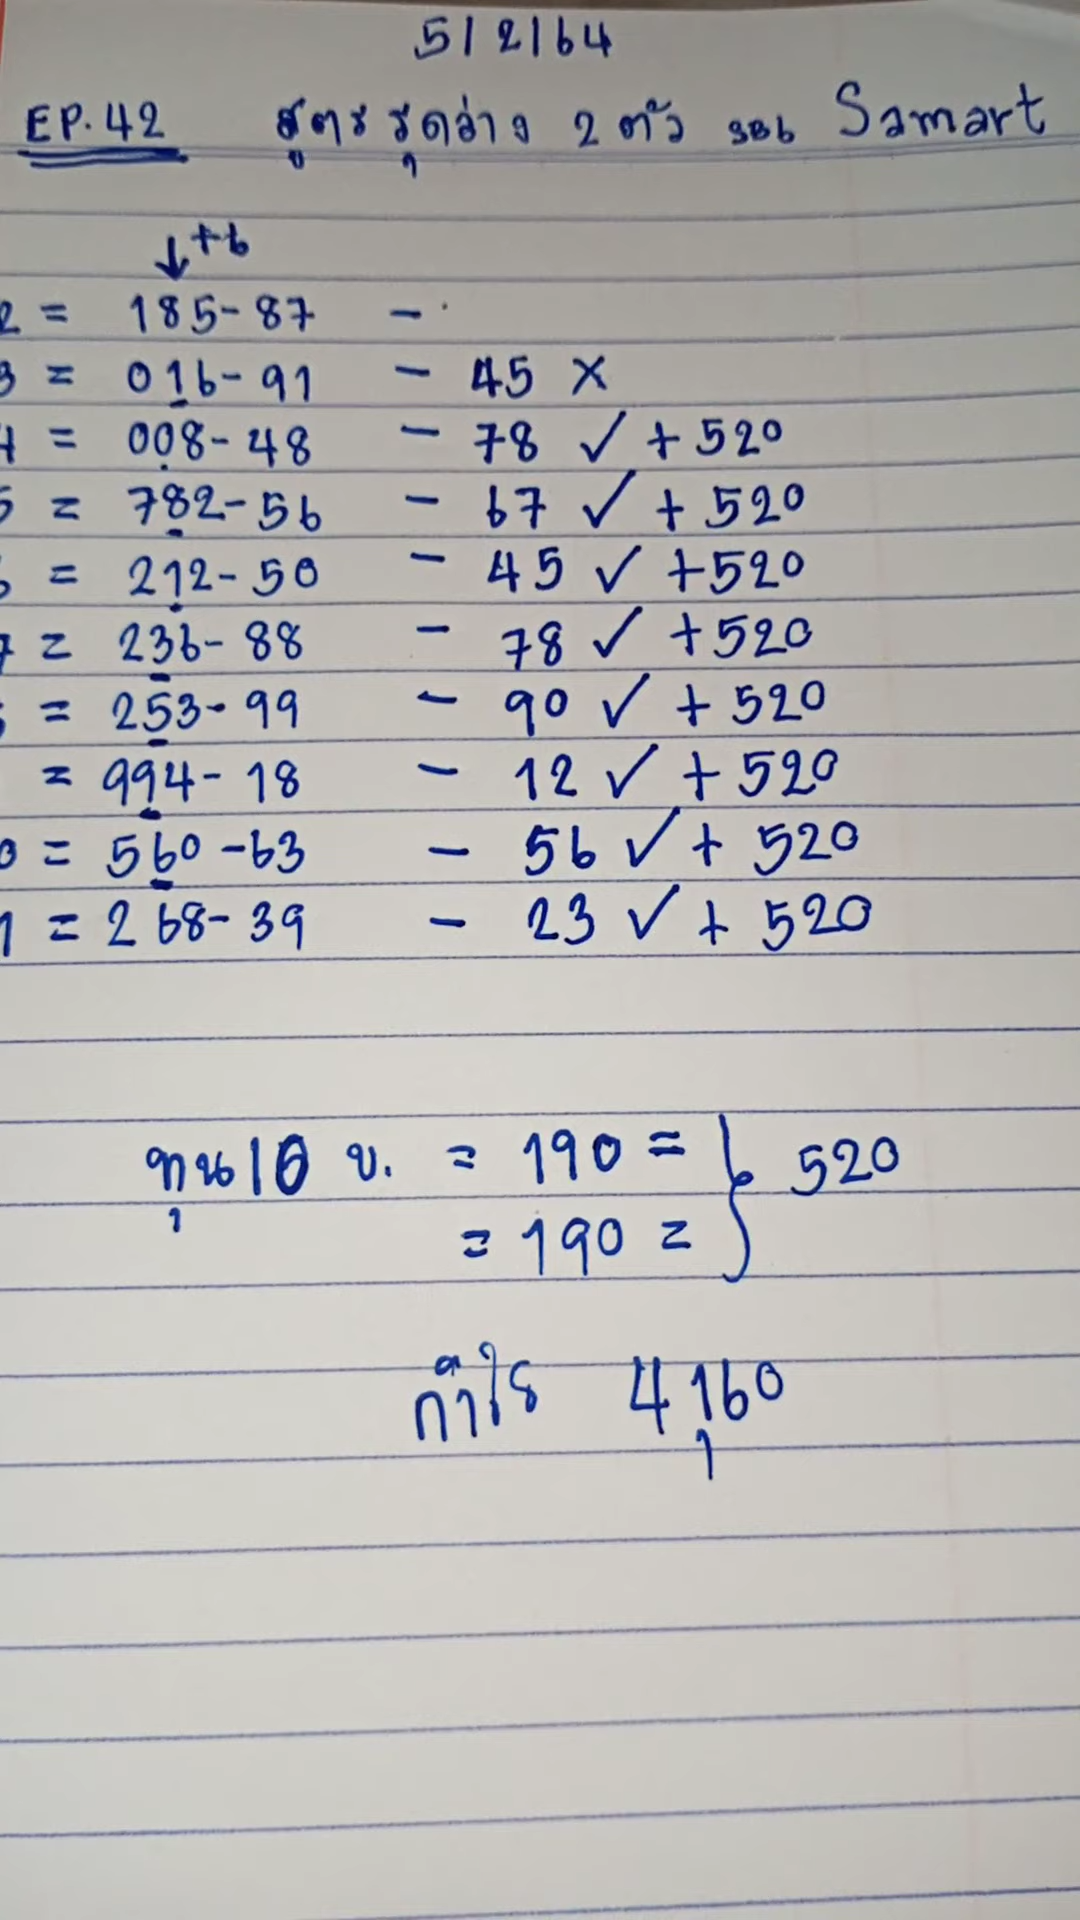 5/2/64
EP.42 สูตรรูดล่าง 2 ตัว รอบ Samart
↓+6
2 = 185-87 -
3 = 016-91 - 45 ×
4 = 008-48 - 78 ✓ + 520
5 = 782-56 - 67 ✓ + 520
6 = 212-50 - 45 ✓ +520
7 = 236-88 - 78 ✓ +520
= 253-99 - 90 ✓ + 520
= 994-18 - 12 ✓ + 520
0 = 560-63 - 56 ✓ + 520
1 = 268-39 - 23 ✓ + 520
ทุน 10 บ. = 190 = } 520
= 190 =
กำไร 4,160